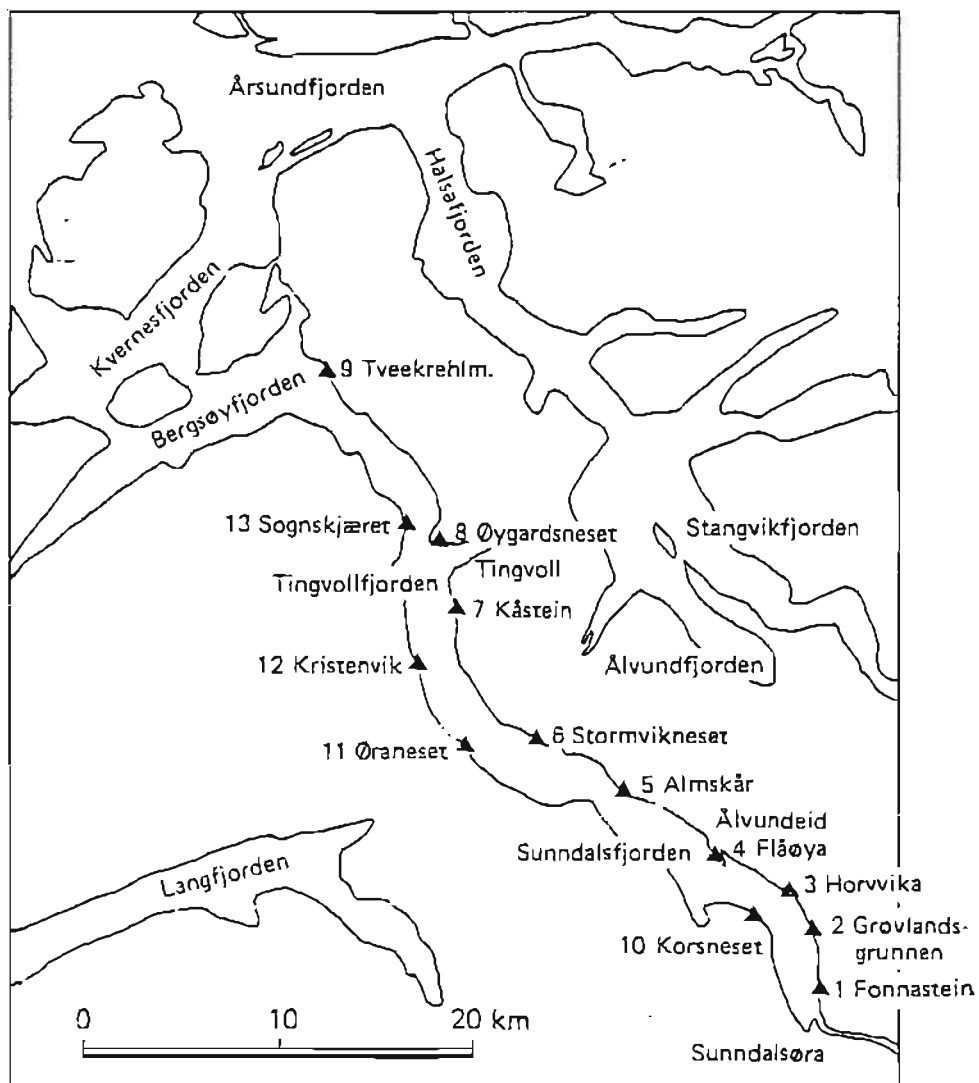 Årsundfjorden
Halsafjorden
Kvernesfjorden
9 Tveekrehlm.
Bergsøyfjorden
13 Sognskjæret
8 Øygardsneset
Stangvikfjorden
Tingvollfjorden
Tingvoll
7 Kåstein
12 Kristenvik
Ålvundfjorden
11 Øraneset
6 Stormvikneset
5 Almskår
Ålvundeid
Sunndalsfjorden
4 Flåøya
Langfjorden
3 Horvvika
10 Korsneset
2 Grøvlands-
grunnen
1 Fonnastein
0 10 20 km
Sunndalsøra